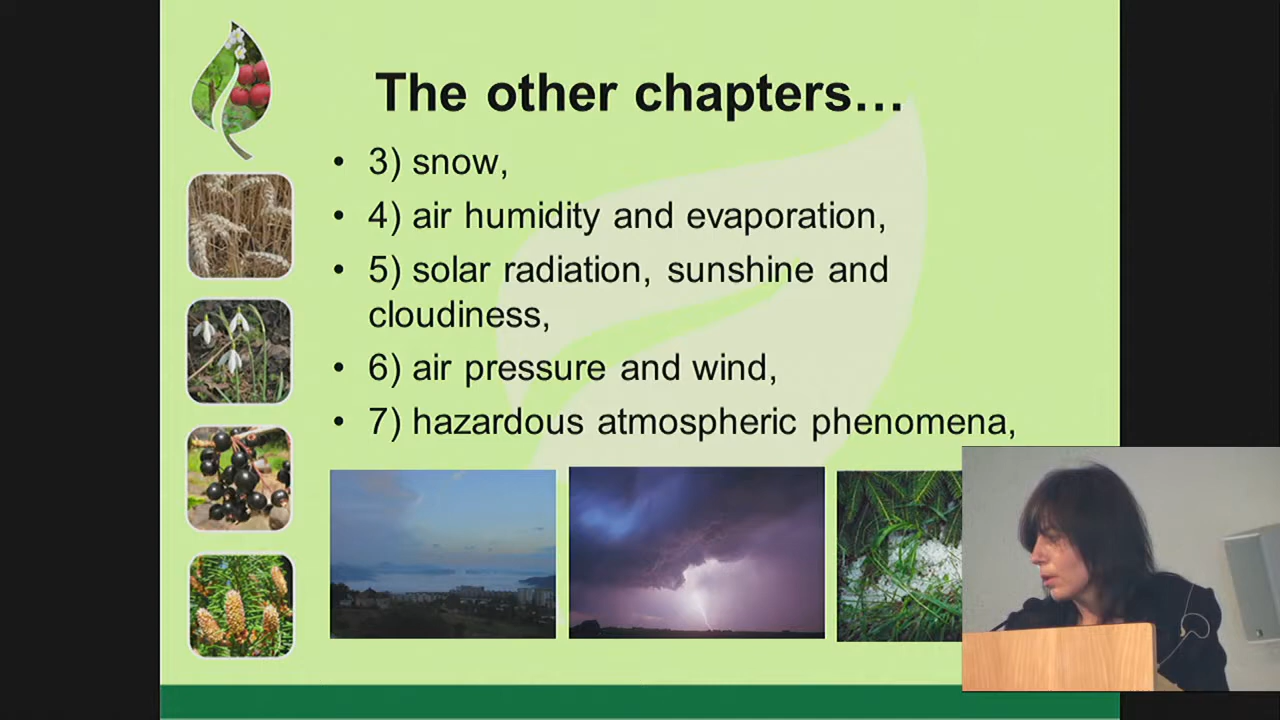 The other chapters…
• 3) snow,
• 4) air humidity and evaporation,
• 5) solar radiation, sunshine and
cloudiness,
• 6) air pressure and wind,
• 7) hazardous atmospheric phenomena,